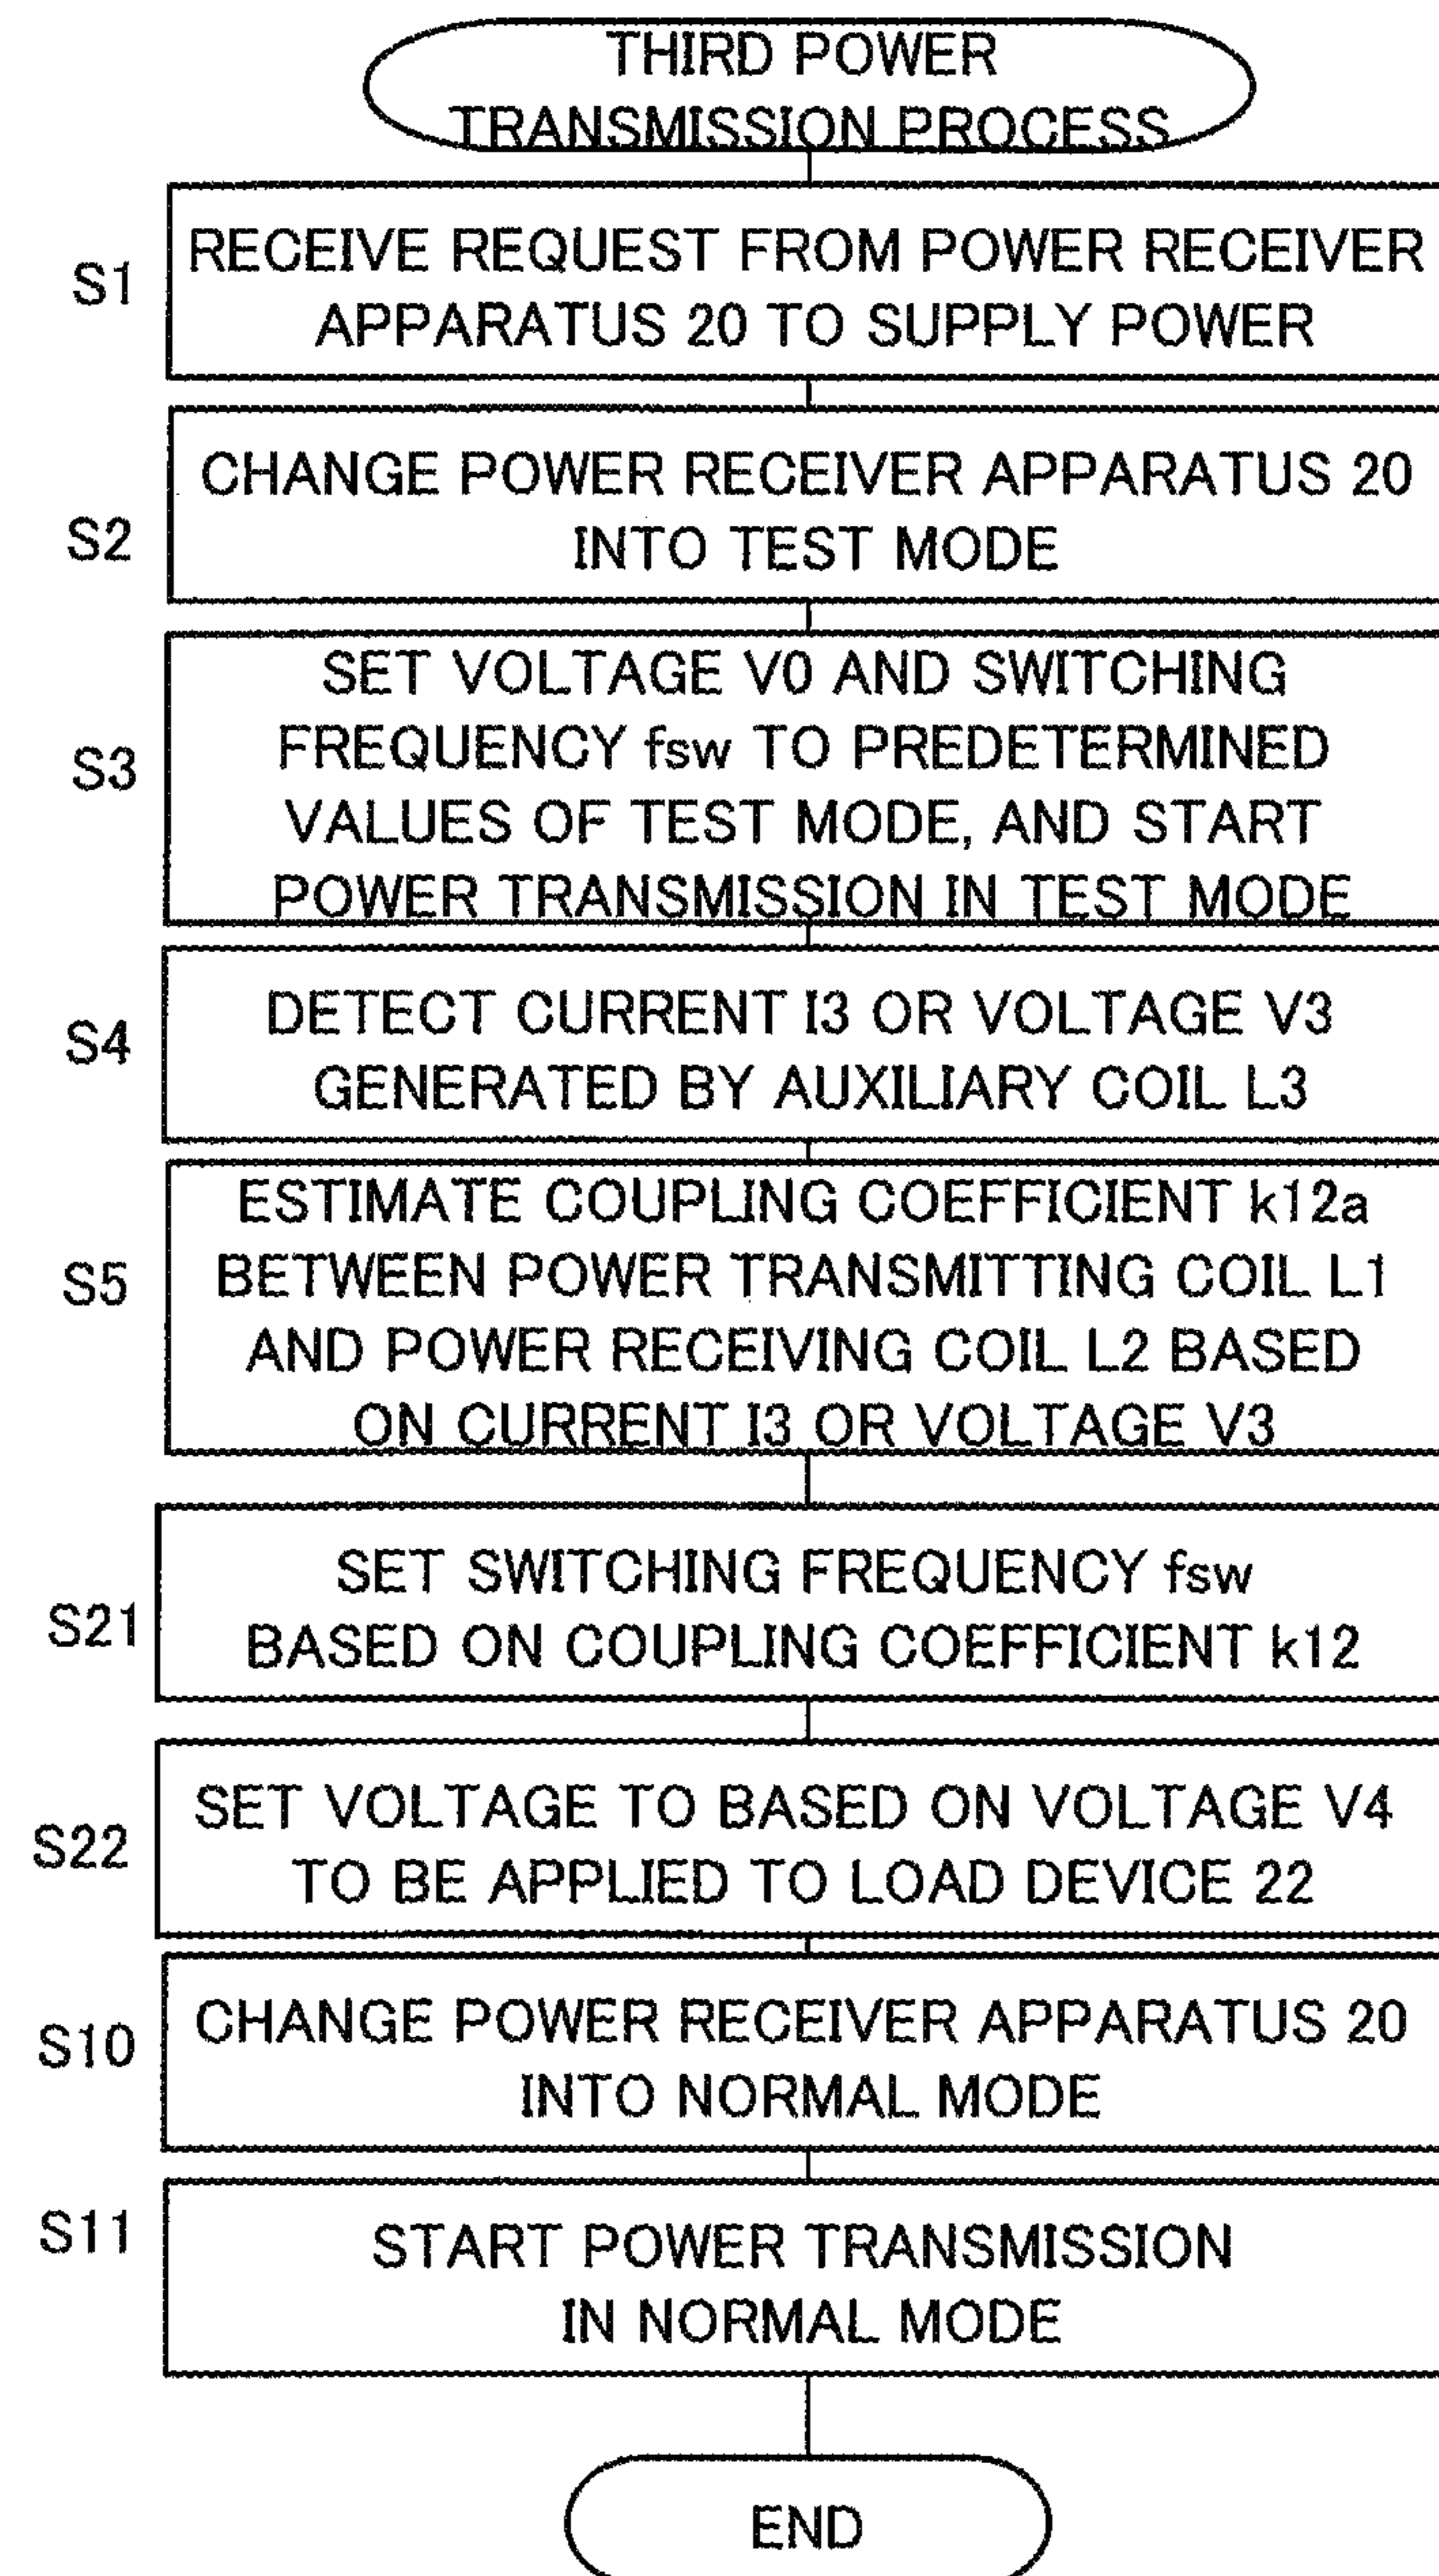 THIRD POWER
TRANSMISSION PROCESS
S1
RECEIVE REQUEST FROM POWER RECEIVER
APPARATUS 20 TO SUPPLY POWER
S2
CHANGE POWER RECEIVER APPARATUS 20
INTO TEST MODE
S3
SET VOLTAGE V0 AND SWITCHING
FREQUENCY fsw TO PREDETERMINED
VALUES OF TEST MODE, AND START
POWER TRANSMISSION IN TEST MODE
S4
DETECT CURRENT I3 OR VOLTAGE V3
GENERATED BY AUXILIARY COIL L3
S5
ESTIMATE COUPLING COEFFICIENT k12a
BETWEEN POWER TRANSMITTING COIL L1
AND POWER RECEIVING COIL L2 BASED
ON CURRENT I3 OR VOLTAGE V3
S21
SET SWITCHING FREQUENCY fsw
BASED ON COUPLING COEFFICIENT k12
S22
SET VOLTAGE TO BASED ON VOLTAGE V4
TO BE APPLIED TO LOAD DEVICE 22
S10
CHANGE POWER RECEIVER APPARATUS 20
INTO NORMAL MODE
S11
START POWER TRANSMISSION
IN NORMAL MODE
END